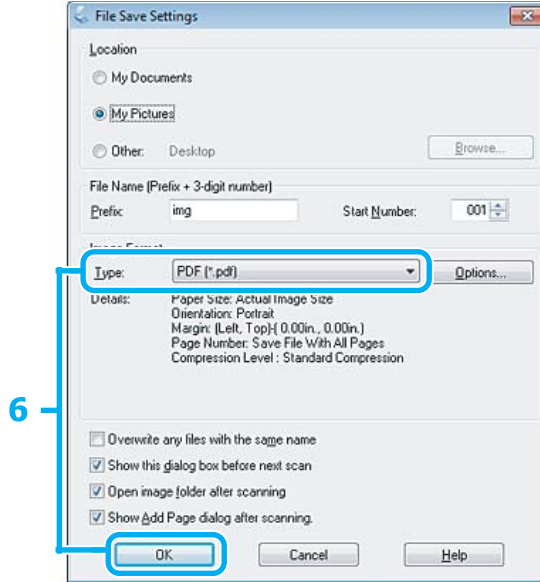 File Save Settings
Location
My Documents
My Pictures
Other: Desktop Browse...
File Name (Prefix + 3-digit number)
Prefix img Start Number: 001
Image Format
Type: PDF (*.pdf) Options...
Details: Paper Size: Actual Image Size
Orientation: Portrait
Margin: (Left, Top)-( 0.00in., 0.00in.)
Page Number: Save File With All Pages
Compression Level : Standard Compression
6
Overwrite any files with the same name
Show this dialog box before next scan
Open image folder after scanning
Show Add Page dialog after scanning.
OK Cancel Help